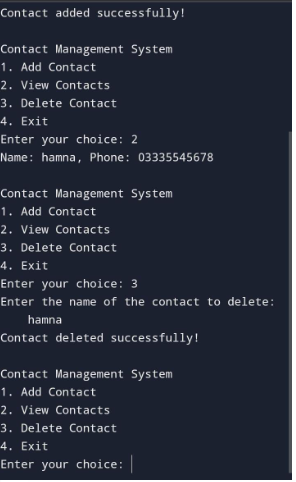 Contact added successfully!
Contact Management System
1. Add Contact
2. View Contacts
3. Delete Contact
4. Exit
Enter your choice: 2
Name: hamna, Phone: 03335545678
Contact Management System
1. Add Contact
2. View Contacts
3. Delete Contact
4. Exit
Enter your choice: 3
Enter the name of the contact to delete:
hamna
Contact deleted successfully!
Contact Management System
1. Add Contact
2. View Contacts
3. Delete Contact
4. Exit
Enter your choice: